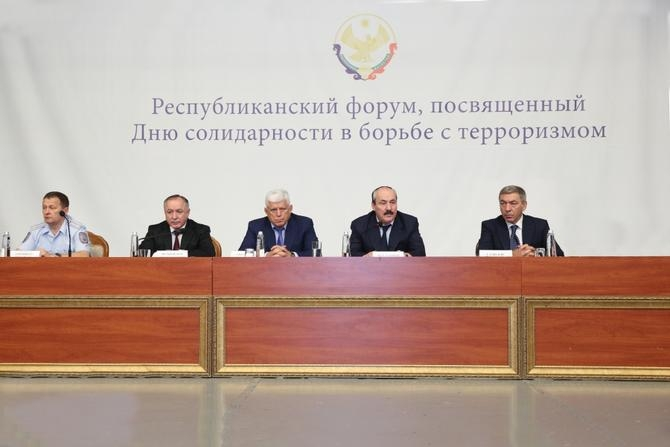 Республиканский форум, посвященный
Дню солидарности в борьбе с терроризмом